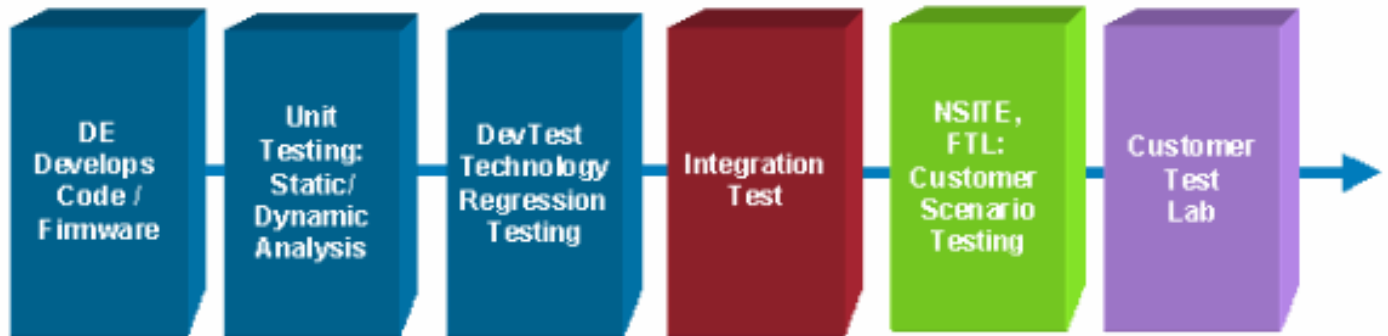 DE
Develops
Code /
Firmware
Unit
Testing:
Static/
Dynamic
Analysis
DevTest
Technology
Regression
Testing
Integration
Test
NSITE,
FTL:
Customer
Scenario
Testing
Customer
Test
Lab